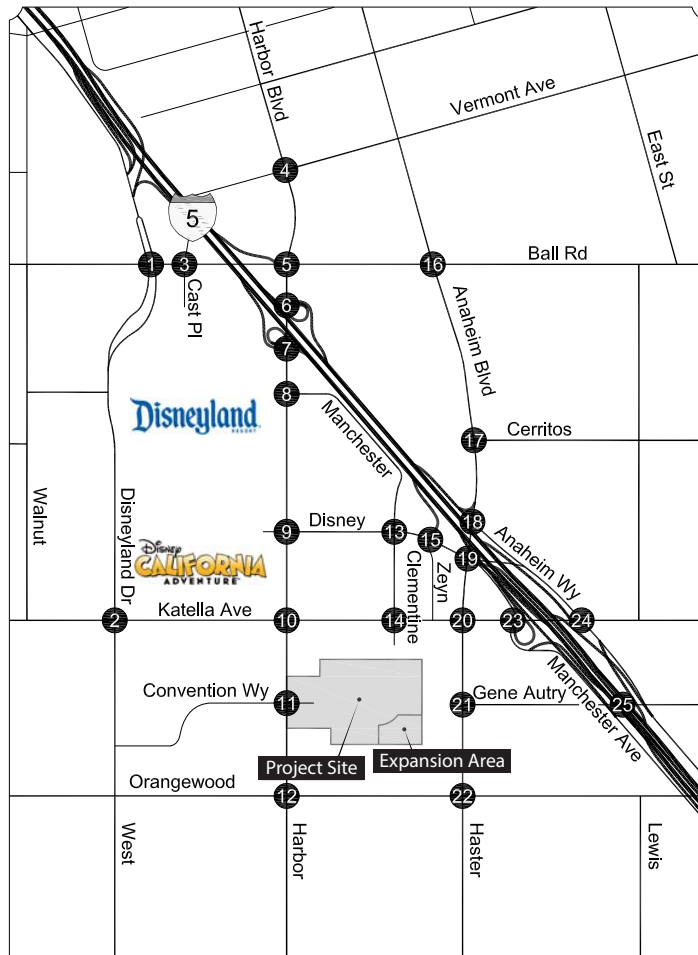 Harbor Blvd
Vermont Ave
East St
4
5
1
3
5
16
Ball Rd
Cast Pl
6
7
Anaheim Blvd
8
Disneyland
RESORT
Manchester
17
Cerritos
Walnut
Disneyland Dr
9
Disney
13
15
18
19
Anaheim Wy
Disney
CALIFORNIA
ADVENTURE
Clementine
Zeyn
2
Katella Ave
10
14
20
23
24
Convention Wy
11
21
Gene Autry
25
Manchester Ave
Project Site
Expansion Area
Orangewood
12
22
West
Harbor
Haster
Lewis